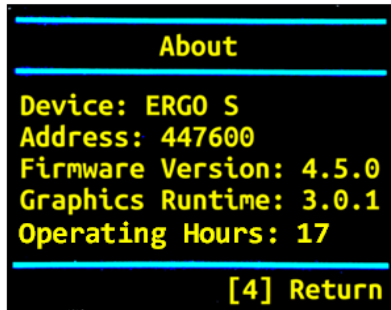 About
Device: ERGO S
Address: 447600
Firmware Version: 4.5.0
Graphics Runtime: 3.0.1
Operating Hours: 17
[4] Return